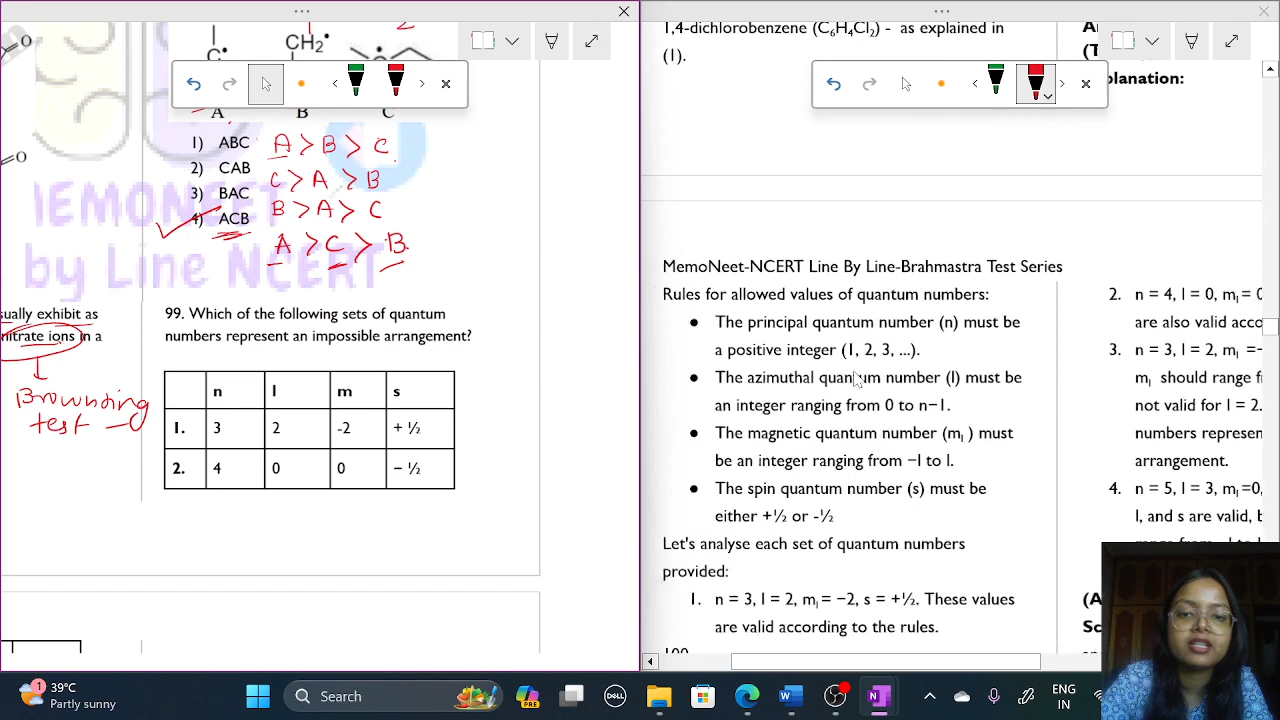 C
CH2•
C•
A
B
C
1) ABC A > B > C
2) CAB C > A > B
3) BAC B > A > C
4) ACB A > C > B
MEMONEET
by Line NCERT
sually exhibit as
nitrate ions in a
Brownding
test
99. Which of the following sets of quantum
numbers represent an impossible arrangement?
n l m s
1. 3 2 -2 + ½
2. 4 0 0 − ½
1,4-dichlorobenzene (C6H4Cl2) - as explained in
(1).
planation:
MemoNeet-NCERT Line By Line-Brahmastra Test Series
Rules for allowed values of quantum numbers:
● The principal quantum number (n) must be
a positive integer (1, 2, 3, ...).
● The azimuthal quantum number (l) must be
an integer ranging from 0 to n−1.
● The magnetic quantum number (ml ) must
be an integer ranging from −l to l.
● The spin quantum number (s) must be
either +½ or -½
Let's analyse each set of quantum numbers
provided:
1. n = 3, l = 2, ml = −2, s = +½. These values
are valid according to the rules.
2. n = 4, l = 0, ml = 0
are also valid acco
3. n = 3, l = 2, ml =−
ml should range f
not valid for l = 2.
numbers represen
arrangement.
4. n = 5, l = 3, ml =0,
l, and s are valid, b
(A
Sc
1
39°C
Partly sunny
Search
PRE
DELL
ENG
IN